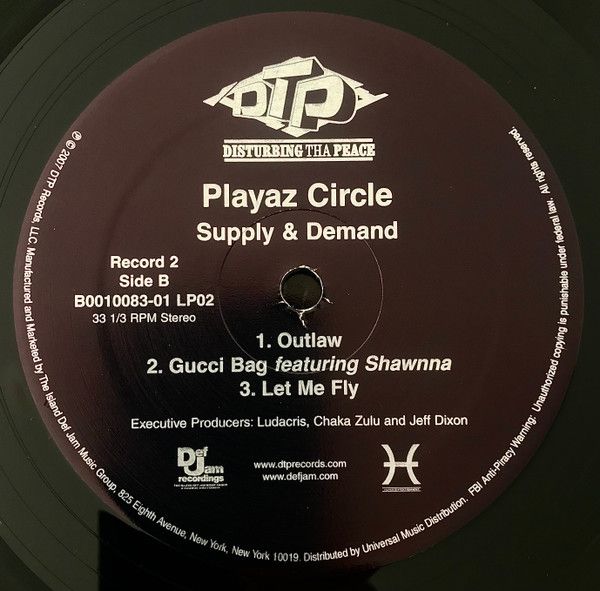 DTP
DISTURBING THA PEACE
Playaz Circle
Supply & Demand
Record 2
Side B
B0010083-01 LP02
33 1/3 RPM Stereo
1. Outlaw
2. Gucci Bag featuring Shawnna
3. Let Me Fly
Executive Producers: Ludacris, Chaka Zulu and Jeff Dixon
Def Jam
recordings
www.dtprecords.com
www.defjam.com
℗ © 2007 DTP Records, LLC. Manufactured and Marketed by The Island Def Jam Music Group, 825 Eighth Avenue, New York, New York 10019. Distributed by Universal Music Distribution. FBI Anti-Piracy Warning: Unauthorized copying is punishable under federal law. All rights reserved.